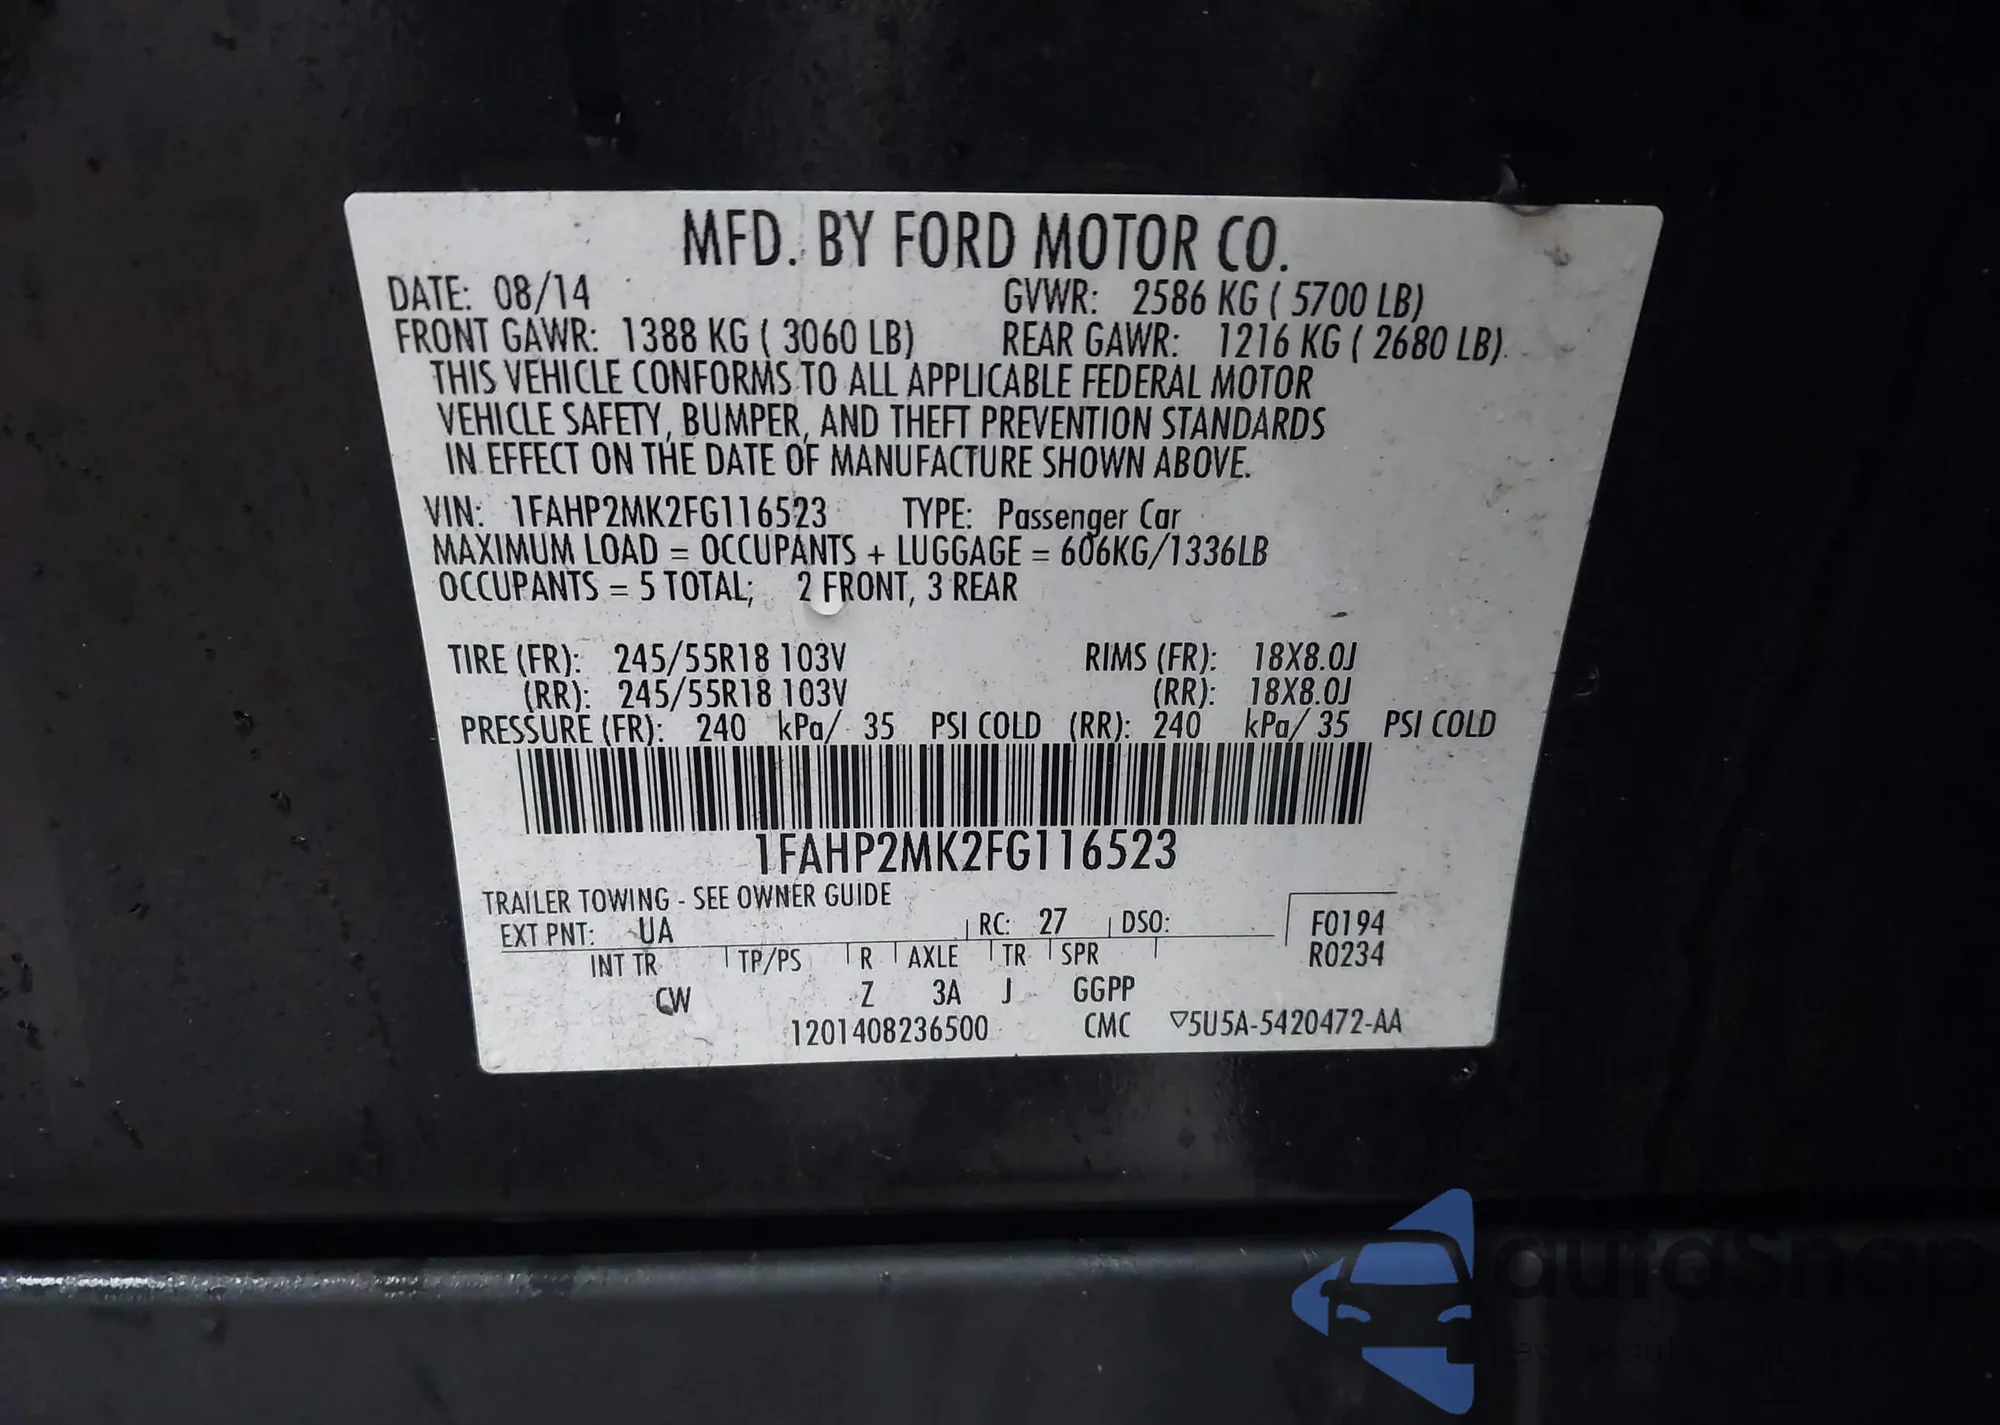 MFD. BY FORD MOTOR CO.
DATE: 08/14 GVWR: 2586 KG ( 5700 LB)
FRONT GAWR: 1388 KG ( 3060 LB) REAR GAWR: 1216 KG ( 2680 LB)
THIS VEHICLE CONFORMS TO ALL APPLICABLE FEDERAL MOTOR
VEHICLE SAFETY, BUMPER, AND THEFT PREVENTION STANDARDS
IN EFFECT ON THE DATE OF MANUFACTURE SHOWN ABOVE.
VIN: 1FAHP2MK2FG116523 TYPE: Passenger Car
MAXIMUM LOAD = OCCUPANTS + LUGGAGE = 606KG/1336LB
OCCUPANTS = 5 TOTAL; 2 FRONT, 3 REAR
TIRE (FR): 245/55R18 103V RIMS (FR): 18X8.0J
(RR): 245/55R18 103V (RR): 18X8.0J
PRESSURE (FR): 240 kPa/ 35 PSI COLD (RR): 240 kPa/ 35 PSI COLD
1FAHP2MK2FG116523
TRAILER TOWING - SEE OWNER GUIDE
EXT PNT: UA RC: 27 DSO: F0194
INT TR TP/PS R AXLE TR SPR R0234
CW Z 3A J GGPP
1201408236500 CMC ▽5U5A-5420472-AA
autosnap